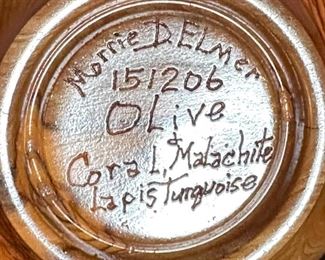 Morrie D. Elmer
151206
OLive
&
Coral, Malachite,
Lapis, Turquoise